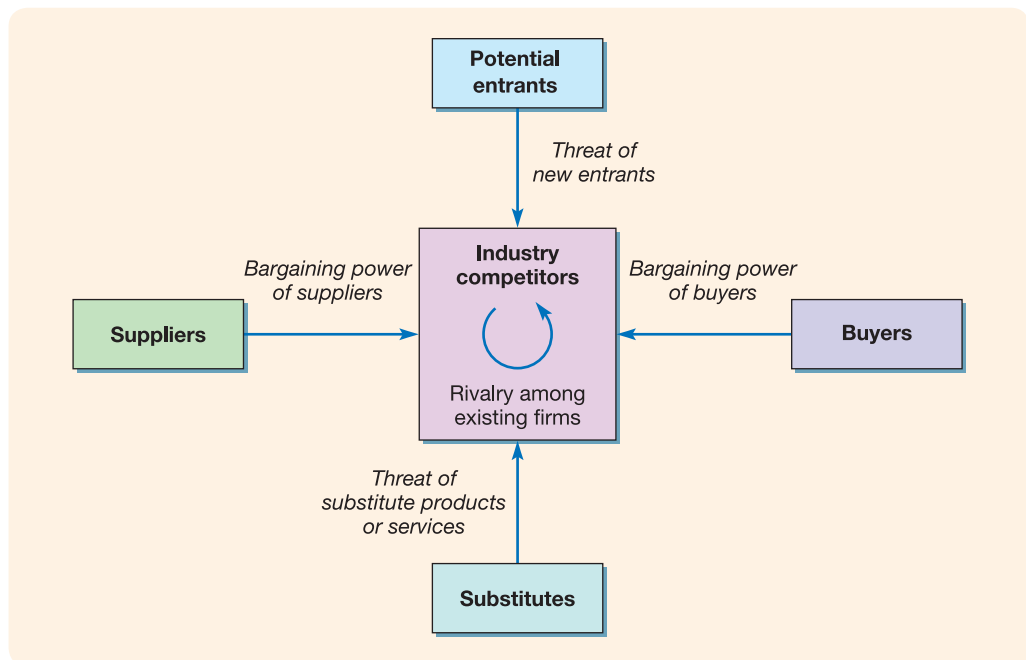 Potential
entrants
Threat of
new entrants
Industry
competitors
Bargaining power
of suppliers
Bargaining power
of buyers
Suppliers
Buyers
Rivalry among
existing firms
Threat of
substitute products
or services
Substitutes